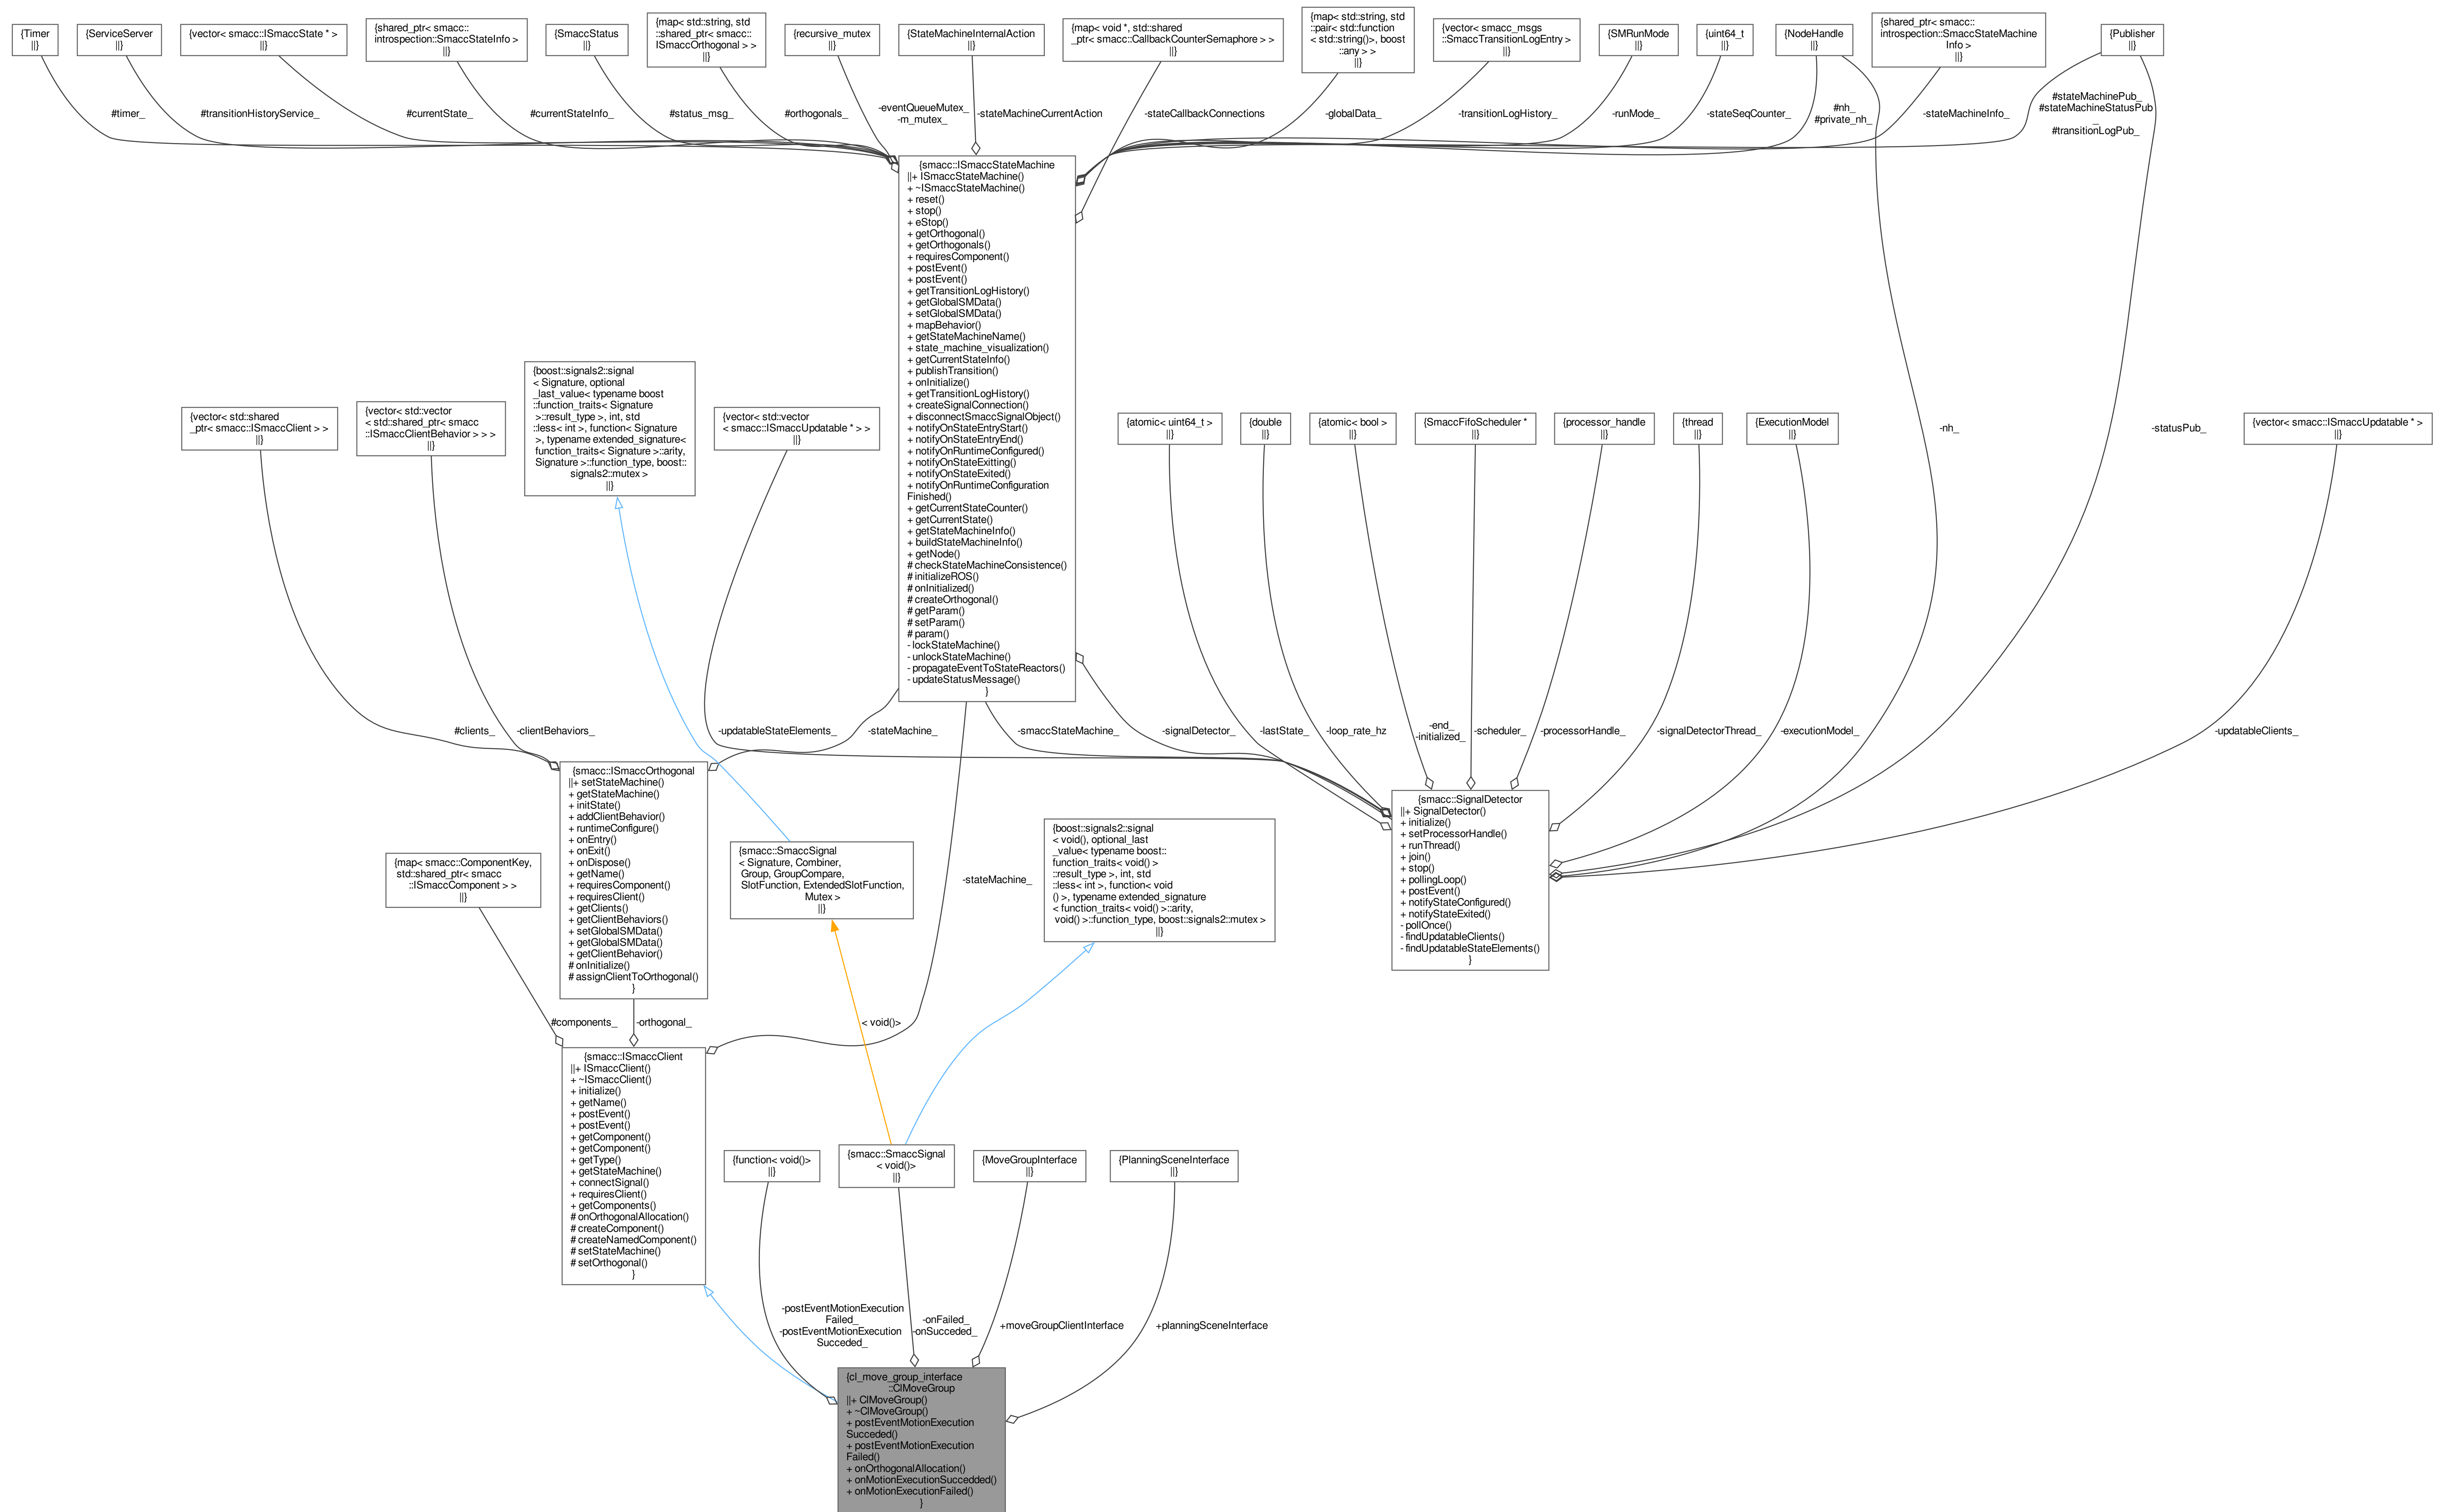 {Timer
||}
{ServiceServer
||}
{vector< smacc::ISmaccState * >
||}
{shared_ptr< smacc::
introspection::SmaccStateInfo >
||}
{SmaccStatus
||}
{map< std::string, std
::shared_ptr< smacc::
ISmaccOrthogonal > >
||}
{recursive_mutex
||}
{StateMachineInternalAction
||}
{map< void *, std::shared
_ptr< smacc::CallbackCounterSemaphore > >
||}
{map< std::string, std
::pair< std::function
< std::string()>, boost
::any > >
||}
{vector< smacc_msgs
::SmaccTransitionLogEntry >
||}
{SMRunMode
||}
{uint64_t
||}
{NodeHandle
||}
{shared_ptr< smacc::
introspection::SmaccStateMachine
Info >
||}
{Publisher
||}
#timer_
#transitionHistoryService_
#currentState_
#currentStateInfo_
#status_msg_
#orthogonals_
-eventQueueMutex_
-m_mutex_
-stateMachineCurrentAction
-stateCallbackConnections
-globalData_
-transitionLogHistory_
-runMode_
-stateSeqCounter_
#nh_
#private_nh_
-stateMachineInfo_
#stateMachinePub_
#stateMachineStatusPub
_
#transitionLogPub_
{smacc::ISmaccStateMachine
||+ ISmaccStateMachine()
+ ~ISmaccStateMachine()
+ reset()
+ stop()
+ eStop()
+ getOrthogonal()
+ getOrthogonals()
+ requiresComponent()
+ postEvent()
+ postEvent()
+ getTransitionLogHistory()
+ getGlobalSMData()
+ setGlobalSMData()
+ mapBehavior()
+ getStateMachineName()
+ state_machine_visualization()
+ getCurrentStateInfo()
+ publishTransition()
+ onInitialize()
+ getTransitionLogHistory()
+ createSignalConnection()
+ disconnectSmaccSignalObject()
+ notifyOnStateEntryStart()
+ notifyOnStateEntryEnd()
+ notifyOnRuntimeConfigured()
+ notifyOnStateExitting()
+ notifyOnStateExited()
+ notifyOnRuntimeConfiguration
Finished()
+ getCurrentStateCounter()
+ getCurrentState()
+ getStateMachineInfo()
+ buildStateMachineInfo()
+ getNode()
# checkStateMachineConsistence()
# initializeROS()
# onInitialized()
# createOrthogonal()
# getParam()
# setParam()
# param()
- lockStateMachine()
- unlockStateMachine()
- propagateEventToStateReactors()
- updateStatusMessage()
}
{vector< std::shared
_ptr< smacc::ISmaccClient > >
||}
{vector< std::vector
< std::shared_ptr< smacc
::ISmaccClientBehavior > > >
||}
{boost::signals2::signal
< Signature, optional
_last_value< typename boost
::function_traits< Signature
>::result_type >, int, std
::less< int >, function< Signature
>, typename extended_signature<
function_traits< Signature >::arity,
Signature >::function_type, boost::
signals2::mutex >
||}
{vector< std::vector
< smacc::ISmaccUpdatable * > >
||}
{atomic< uint64_t >
||}
{double
||}
{atomic< bool >
||}
{SmaccFifoScheduler *
||}
{processor_handle
||}
{thread
||}
{ExecutionModel
||}
-nh_
-statusPub_
{vector< smacc::ISmaccUpdatable * >
||}
#clients_
-clientBehaviors_
-updatableStateElements_
-stateMachine_
-smaccStateMachine_
-signalDetector_
-lastState_
-loop_rate_hz
-end_
-initialized_
-scheduler_
-processorHandle_
-signalDetectorThread_
-executionModel_
-updatableClients_
{smacc::ISmaccOrthogonal
||+ setStateMachine()
+ getStateMachine()
+ initState()
+ addClientBehavior()
+ runtimeConfigure()
+ onEntry()
+ onExit()
+ onDispose()
+ getName()
+ requiresComponent()
+ requiresClient()
+ getClients()
+ getClientBehaviors()
+ setGlobalSMData()
+ getGlobalSMData()
+ getClientBehavior()
# onInitialize()
# assignClientToOrthogonal()
}
{smacc::SignalDetector
||+ SignalDetector()
+ initialize()
+ setProcessorHandle()
+ runThread()
+ join()
+ stop()
+ pollingLoop()
+ postEvent()
+ notifyStateConfigured()
+ notifyStateExited()
- pollOnce()
- findUpdatableClients()
- findUpdatableStateElements()
}
{map< smacc::ComponentKey,
std::shared_ptr< smacc
::ISmaccComponent > >
||}
{smacc::SmaccSignal
< Signature, Combiner,
Group, GroupCompare,
SlotFunction, ExtendedSlotFunction,
Mutex >
||}
-stateMachine_
{boost::signals2::signal
< void(), optional_last
_value< typename boost::
function_traits< void() >
::result_type >, int, std
::less< int >, function< void
() >, typename extended_signature
< function_traits< void() >::arity,
void() >::function_type, boost::signals2::mutex >
||}
#components_
-orthogonal_
< void()>
{smacc::ISmaccClient
||+ ISmaccClient()
+ ~ISmaccClient()
+ initialize()
+ getName()
+ postEvent()
+ postEvent()
+ getComponent()
+ getComponent()
+ getType()
+ getStateMachine()
+ connectSignal()
+ requiresClient()
+ getComponents()
# onOrthogonalAllocation()
# createComponent()
# createNamedComponent()
# setStateMachine()
# setOrthogonal()
}
{function< void()>
||}
{smacc::SmaccSignal
< void()>
||}
{MoveGroupInterface
||}
{PlanningSceneInterface
||}
-postEventMotionExecution
Failed_
-postEventMotionExecution
Succeded_
-onFailed_
-onSucceded_
+moveGroupClientInterface
+planningSceneInterface
{cl_move_group_interface
::ClMoveGroup
||+ ClMoveGroup()
+ ~ClMoveGroup()
+ postEventMotionExecution
Succeded()
+ postEventMotionExecution
Failed()
+ onOrthogonalAllocation()
+ onMotionExecutionSuccedded()
+ onMotionExecutionFailed()
}